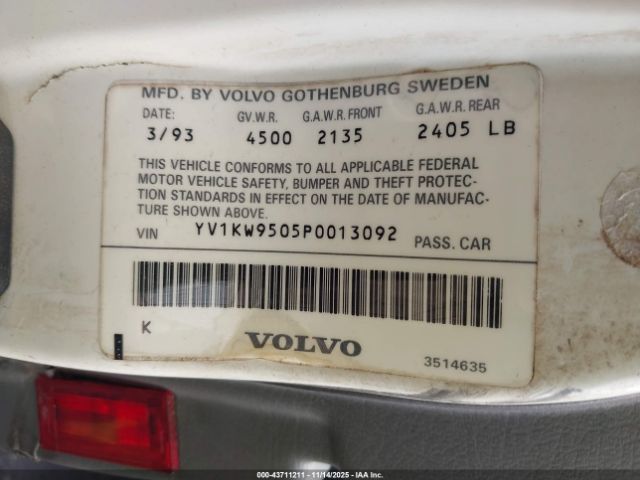 MFD. BY VOLVO GOTHENBURG SWEDEN
DATE: GV.W.R. G.A.W.R. FRONT G.A.W.R. REAR
3/93 4500 2135 2405 LB
THIS VEHICLE CONFORMS TO ALL APPLICABLE FEDERAL
MOTOR VEHICLE SAFETY, BUMPER AND THEFT PROTEC-
TION STANDARDS IN EFFECT ON THE DATE OF MANUFAC-
TURE SHOWN ABOVE.
VIN YV1KW9505P0013092 PASS. CAR
K VOLVO 3514635
000-43711211 - 11/14/2025 - IAA Inc.